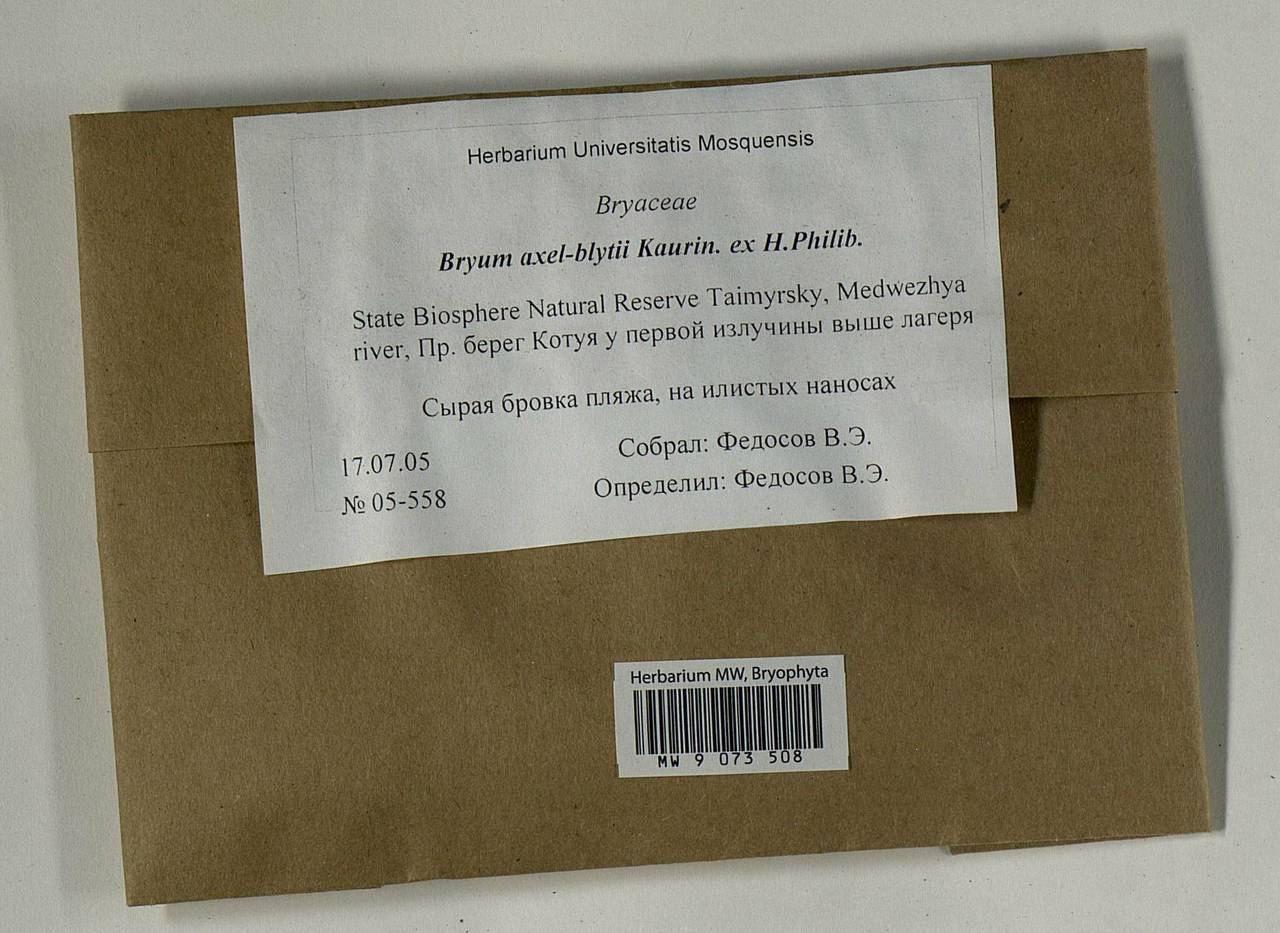 Herbarium Universitatis Mosquensis
Bryaceae
Bryum axel-blytii Kaurin. ex H.Philib.
State Biosphere Natural Reserve Taimyrsky, Medwezhya
river, Пр. берег Котуя у первой излучины выше лагеря
Сырая бровка пляжа, на илистых наносах
17.07.05
Собрал: Федосов В.Э.
№ 05-558
Определил: Федосов В.Э.
Herbarium MW, Bryophyta
MW 9 073 508